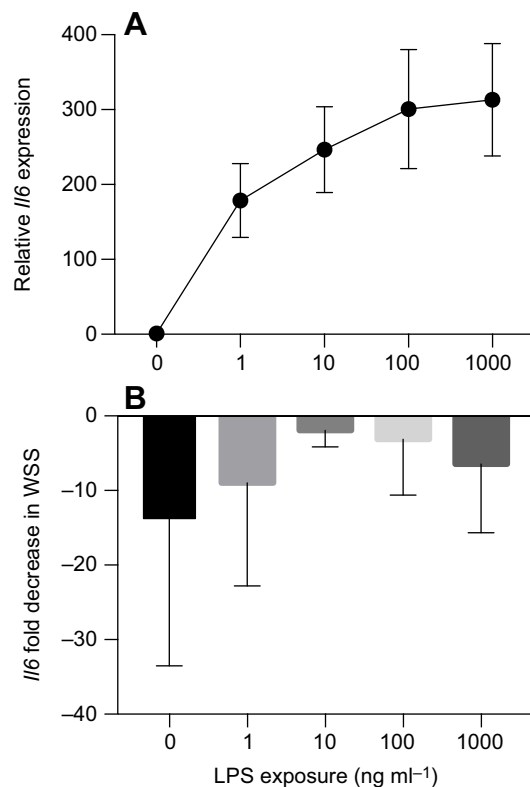 A
400
300
200
100
0
Relative Il6 expression
0 1 10 100 1000
B
0
–10
–20
–30
–40
Il6 fold decrease in WSS
0 1 10 100 1000
LPS exposure (ng ml–1)